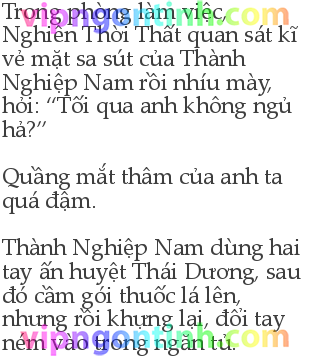 Trong phòng làm việc,
vipngontinh.com
Nghiên Thời Thất quan sát kĩ
vẻ mặt sa sút của Thành
Nghiệp Nam rồi nhíu mày,
hỏi: “Tối qua anh không ngủ
hả?”
Quầng mắt thâm của anh ta
quá đậm.
Thành Nghiệp Nam dùng hai
tay ấn huyệt Thái Dương, sau
đó cầm gói thuốc lá lên,
nhưng rồi khựng lại, đổi tay
ném vào trong ngăn tủ.
vipngontinh.com